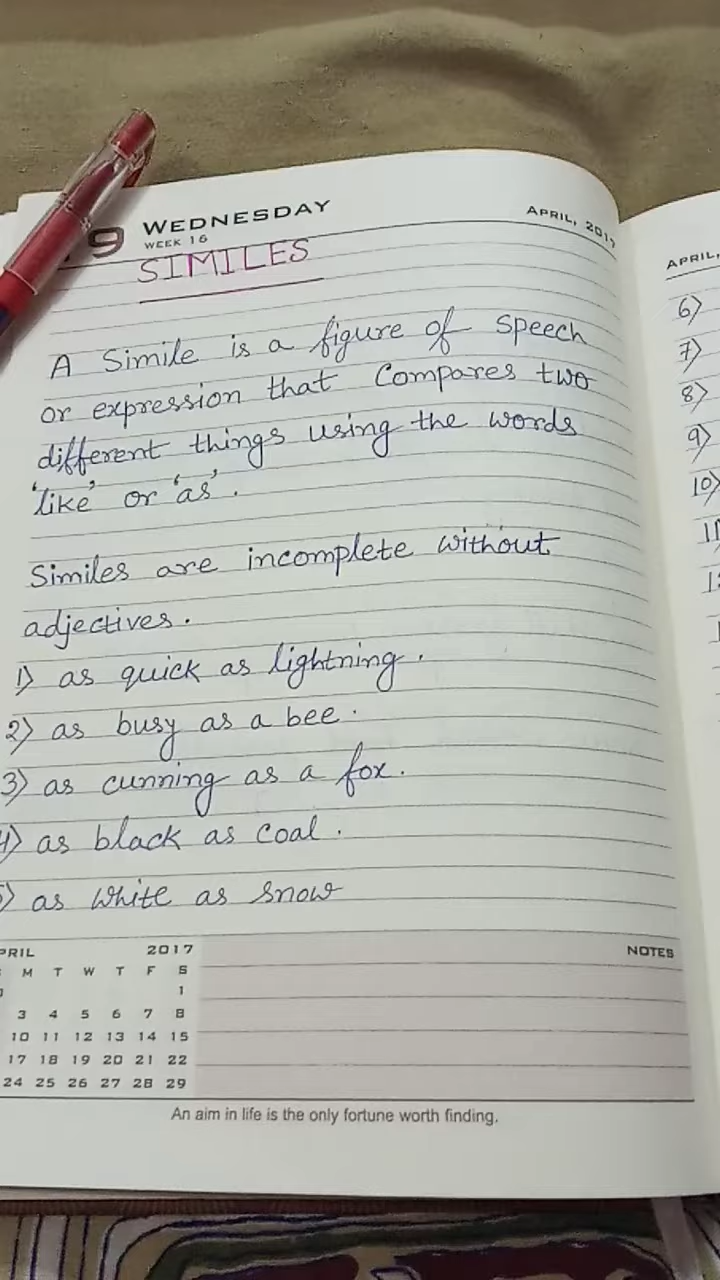 9 WEDNESDAY
WEEK 16
APRIL, 2017
SIMILES
A Simile is a figure of speech
or expression that Compares two
different things using the words
'like' or 'as'.
Similes are incomplete without
adjectives.
1) as quick as lightning.
2) as busy as a bee.
3) as cunning as a fox.
4) as black as coal.
5) as white as snow
PRIL 2017
M T W T F S
1
3 4 5 6 7 8
10 11 12 13 14 15
17 18 19 20 21 22
24 25 26 27 28 29
NOTES
An aim in life is the only fortune worth finding.
APRIL,
6)
7)
8)
9)
10)
11